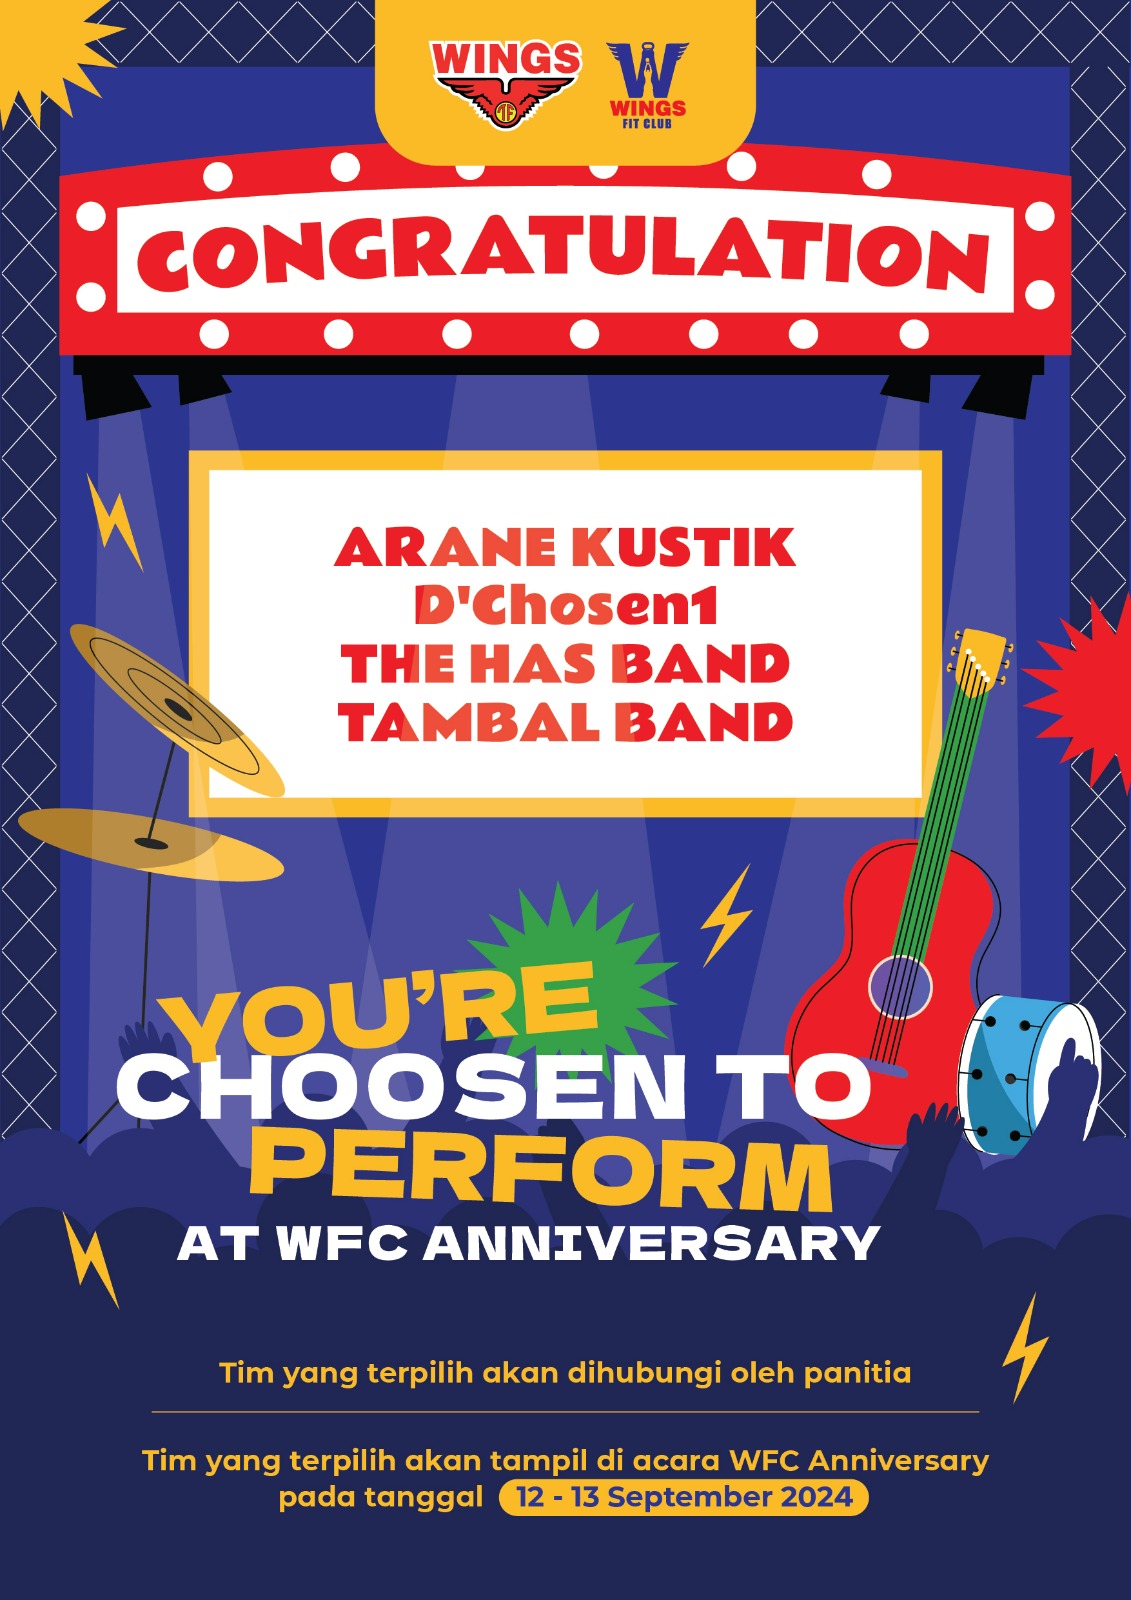 WINGS
WINGS
FIT CLUB
CONGRATULATION
ARANE KUSTIK
D'Chosen1
THE HAS BAND
TAMBAL BAND
YOU'RE
CHOOSEN TO
PERFORM
AT WFC ANNIVERSARY
Tim yang terpilih akan dihubungi oleh panitia
Tim yang terpilih akan tampil di acara WFC Anniversary
pada tanggal 12 - 13 September 2024